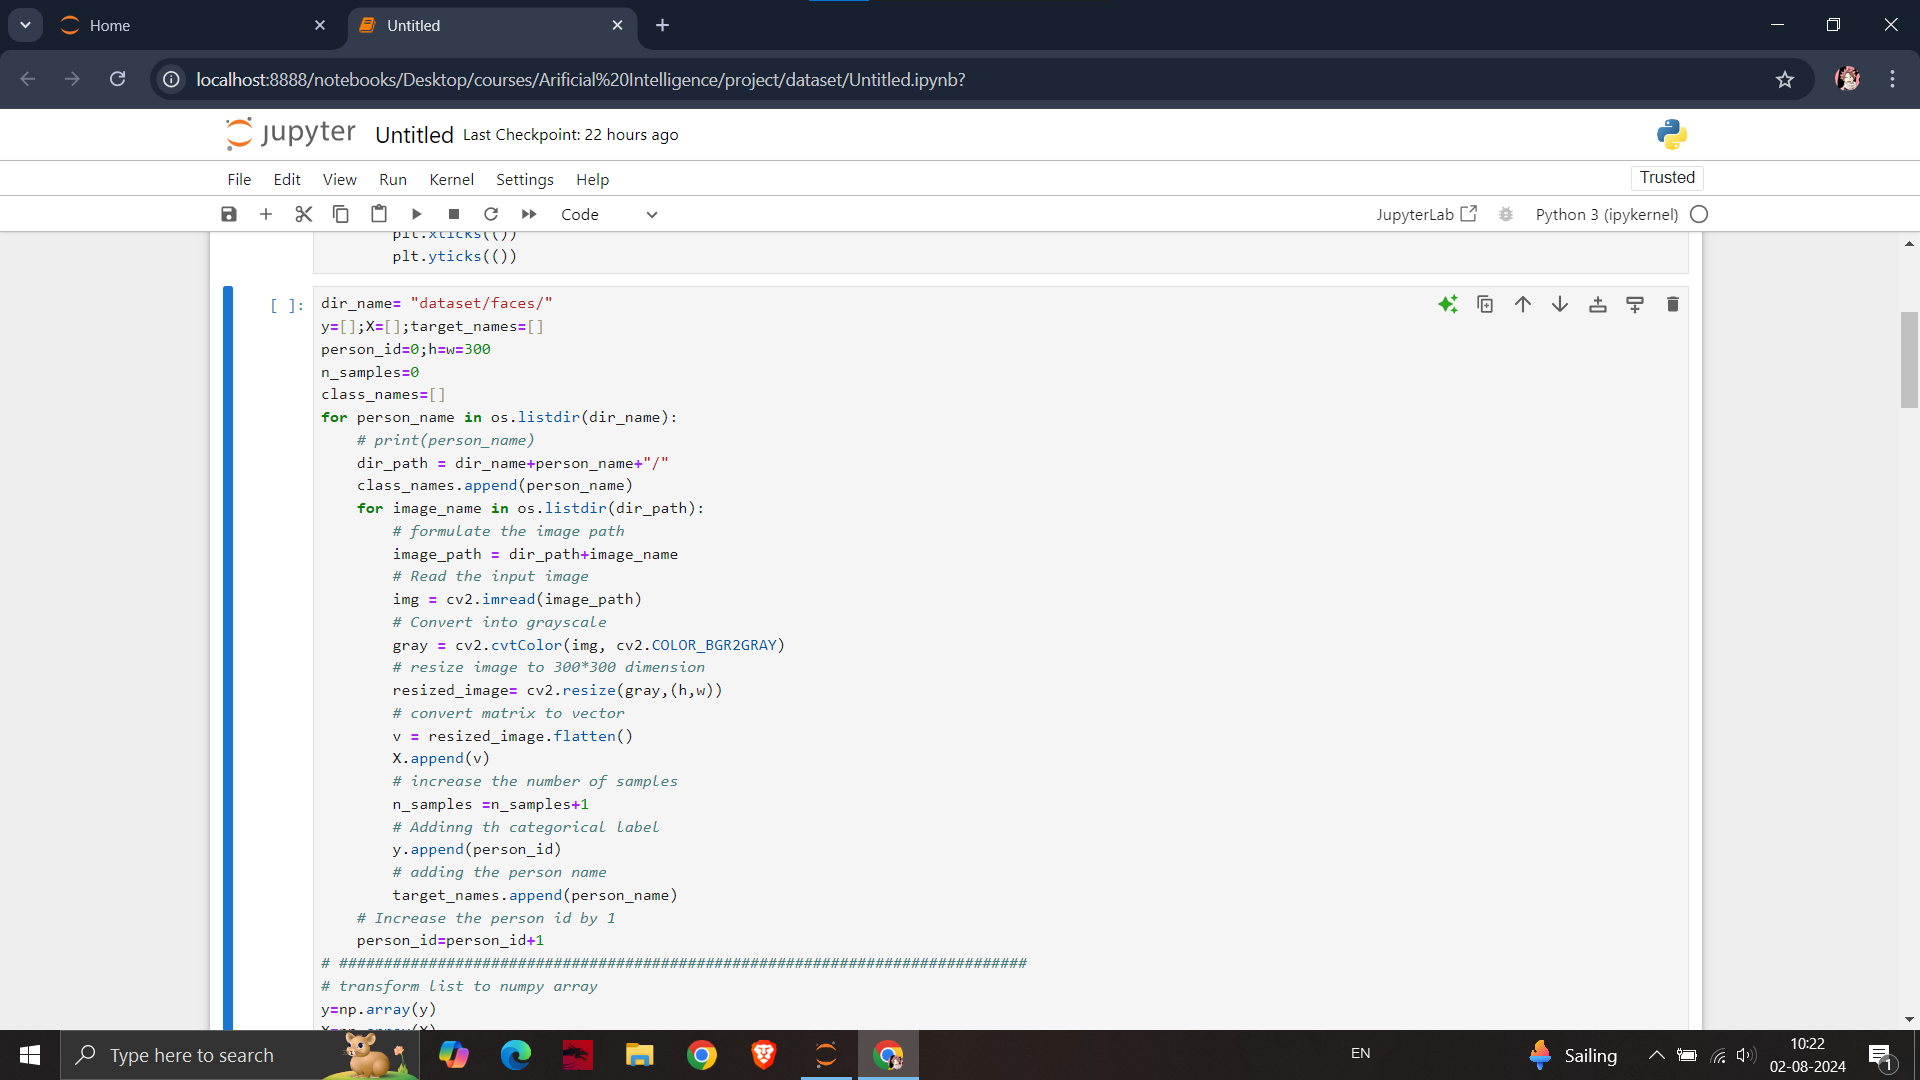 Home
Untitled
localhost:8888/notebooks/Desktop/courses/Arificial%20Intelligence/project/dataset/Untitled.ipynb?
jupyter Untitled Last Checkpoint: 22 hours ago
File Edit View Run Kernel Settings Help
Trusted
Code
JupyterLab
Python 3 (ipykernel)
plt.xticks(())
plt.yticks(())
[ ]:
dir_name= "dataset/faces/"
y=[];X=[];target_names=[]
person_id=0;h=w=300
n_samples=0
class_names=[]
for person_name in os.listdir(dir_name):
# print(person_name)
dir_path = dir_name+person_name+"/"
class_names.append(person_name)
for image_name in os.listdir(dir_path):
# formulate the image path
image_path = dir_path+image_name
# Read the input image
img = cv2.imread(image_path)
# Convert into grayscale
gray = cv2.cvtColor(img, cv2.COLOR_BGR2GRAY)
# resize image to 300*300 dimension
resized_image= cv2.resize(gray,(h,w))
# convert matrix to vector
v = resized_image.flatten()
X.append(v)
# increase the number of samples
n_samples =n_samples+1
# Addinng th categorical label
y.append(person_id)
# adding the person name
target_names.append(person_name)
# Increase the person id by 1
person_id=person_id+1
# #############################################################################
# transform list to numpy array
y=np.array(y)
X=np.array(X)
Type here to search
EN
Sailing
10:22
02-08-2024
1